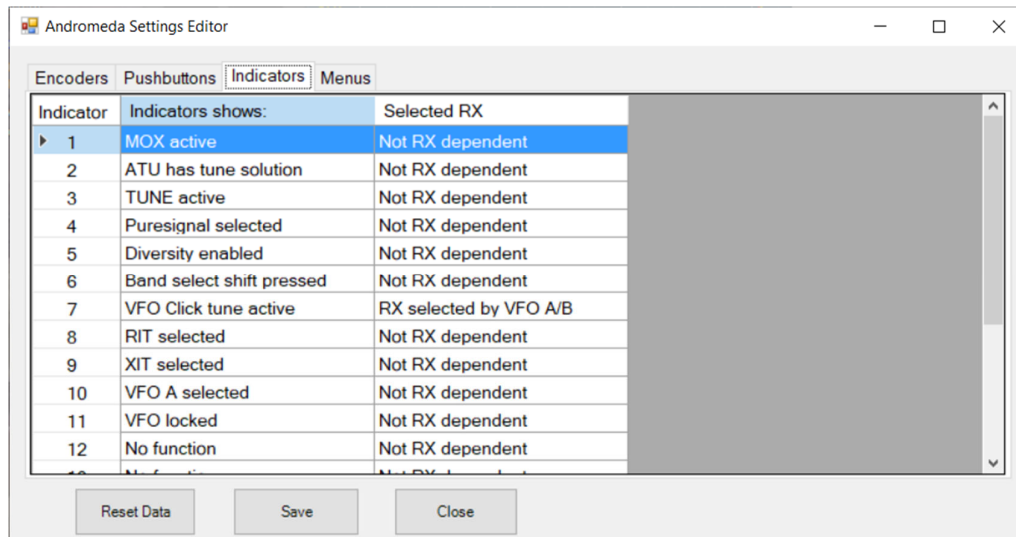 Andromeda Settings Editor
Encoders Pushbuttons Indicators Menus
Indicator Indicators shows: Selected RX
1 MOX active Not RX dependent
2 ATU has tune solution Not RX dependent
3 TUNE active Not RX dependent
4 Puresignal selected Not RX dependent
5 Diversity enabled Not RX dependent
6 Band select shift pressed Not RX dependent
7 VFO Click tune active RX selected by VFO A/B
8 RIT selected Not RX dependent
9 XIT selected Not RX dependent
10 VFO A selected Not RX dependent
11 VFO locked Not RX dependent
12 No function Not RX dependent
Reset Data Save Close